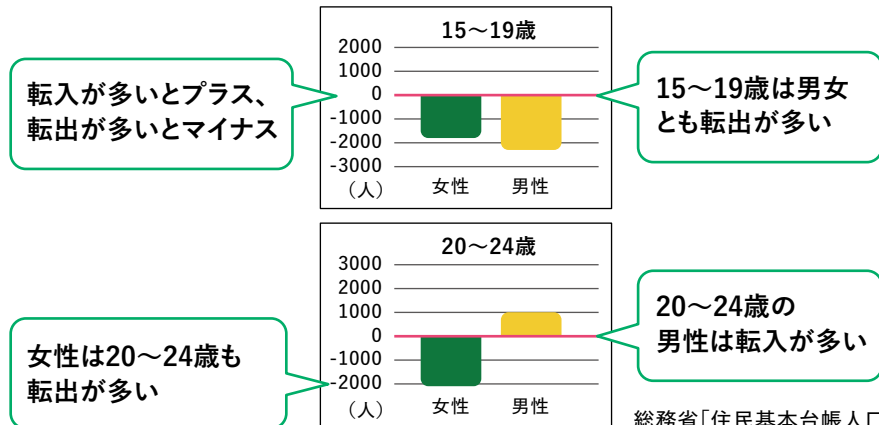 15〜19歳
2000
1000
0
-1000
-2000
-3000
（人）
女性
男性
転入が多いとプラス、
転出が多いとマイナス
15〜19歳は男女
とも転出が多い
20〜24歳
3000
2000
1000
0
-1000
-2000
（人）
女性
男性
女性は20〜24歳も
転出が多い
20〜24歳の
男性は転入が多い
総務省「住民基本台帳人口